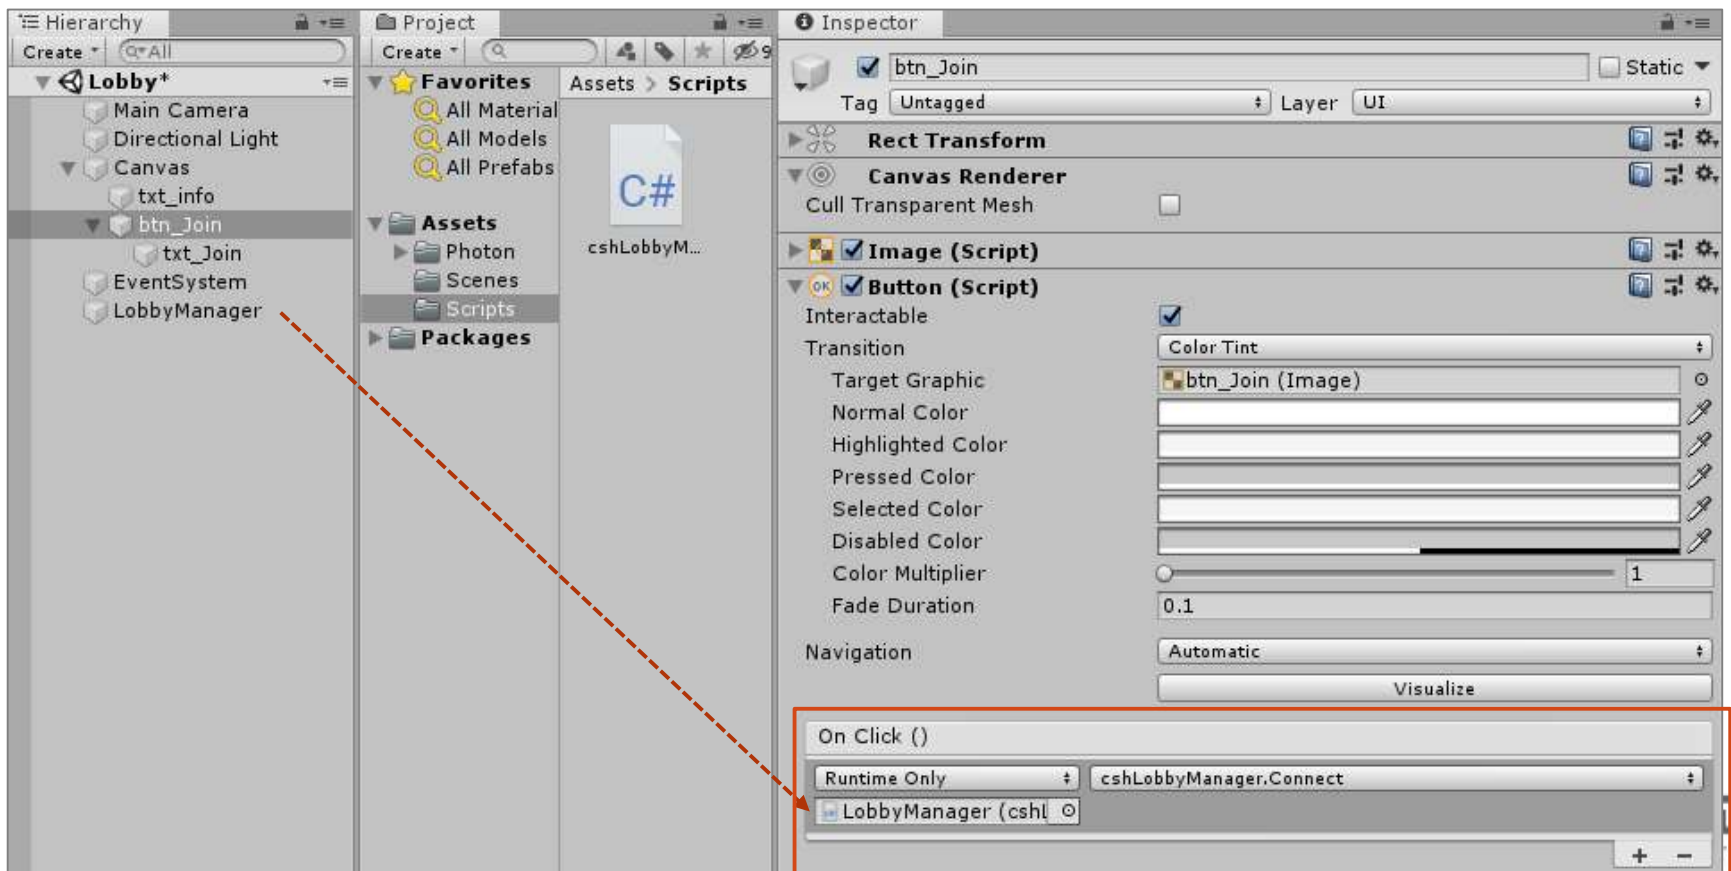 Hierarchy
Create
All
Lobby*
Main Camera
Directional Light
Canvas
txt_info
btn_Join
txt_Join
EventSystem
LobbyManager
Project
Create
9
Favorites
All Material
All Models
All Prefabs
Assets
Photon
Scenes
Scripts
Packages
Assets > Scripts
C#
cshLobbyM...
Inspector
btn_Join
Static
Tag Untagged Layer UI
Rect Transform
Canvas Renderer
Cull Transparent Mesh
Image (Script)
OK Button (Script)
Interactable
Transition Color Tint
Target Graphic btn_Join (Image)
Normal Color
Highlighted Color
Pressed Color
Selected Color
Disabled Color
Color Multiplier 1
Fade Duration 0.1
Navigation Automatic
Visualize
On Click ()
Runtime Only cshLobbyManager.Connect
LobbyManager (cshL
+ −